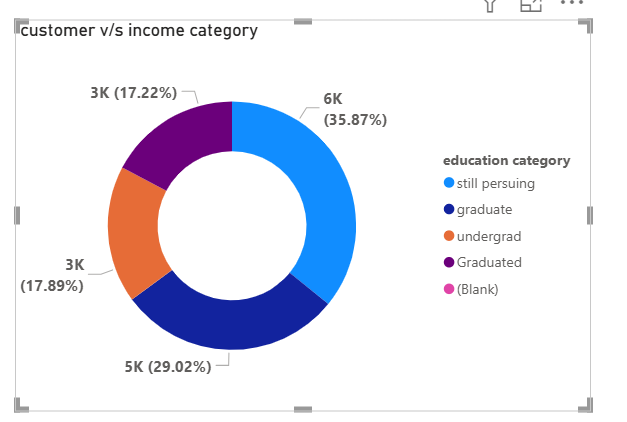 customer v/s income category
3K (17.22%)
6K
(35.87%)
education category
still persuing
graduate
undergrad
Graduated
(Blank)
3K
(17.89%)
5K (29.02%)